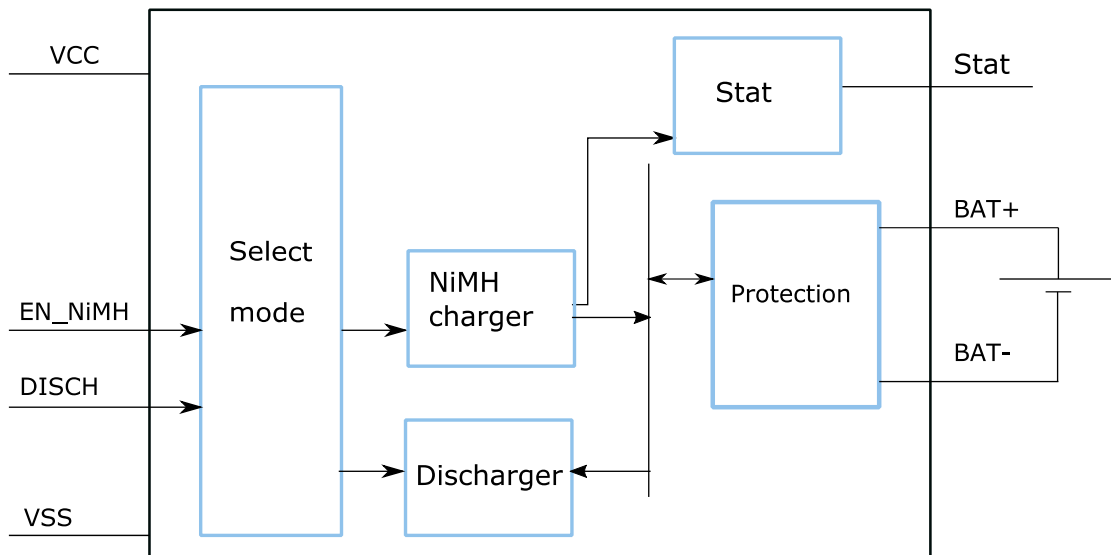 VCC
Stat
Stat
Select
mode
BAT+
NiMH
charger
Protection
EN_NiMH
BAT-
DISCH
Discharger
VSS